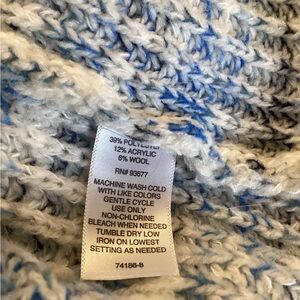 39% POLYESTER
12% ACRYLIC
6% WOOL
RN# 93677
MACHINE WASH COLD
WITH LIKE COLORS
GENTLE CYCLE
USE ONLY
NON-CHLORINE
BLEACH WHEN NEEDED
TUMBLE DRY LOW
IRON ON LOWEST
SETTING AS NEEDED
74186-B